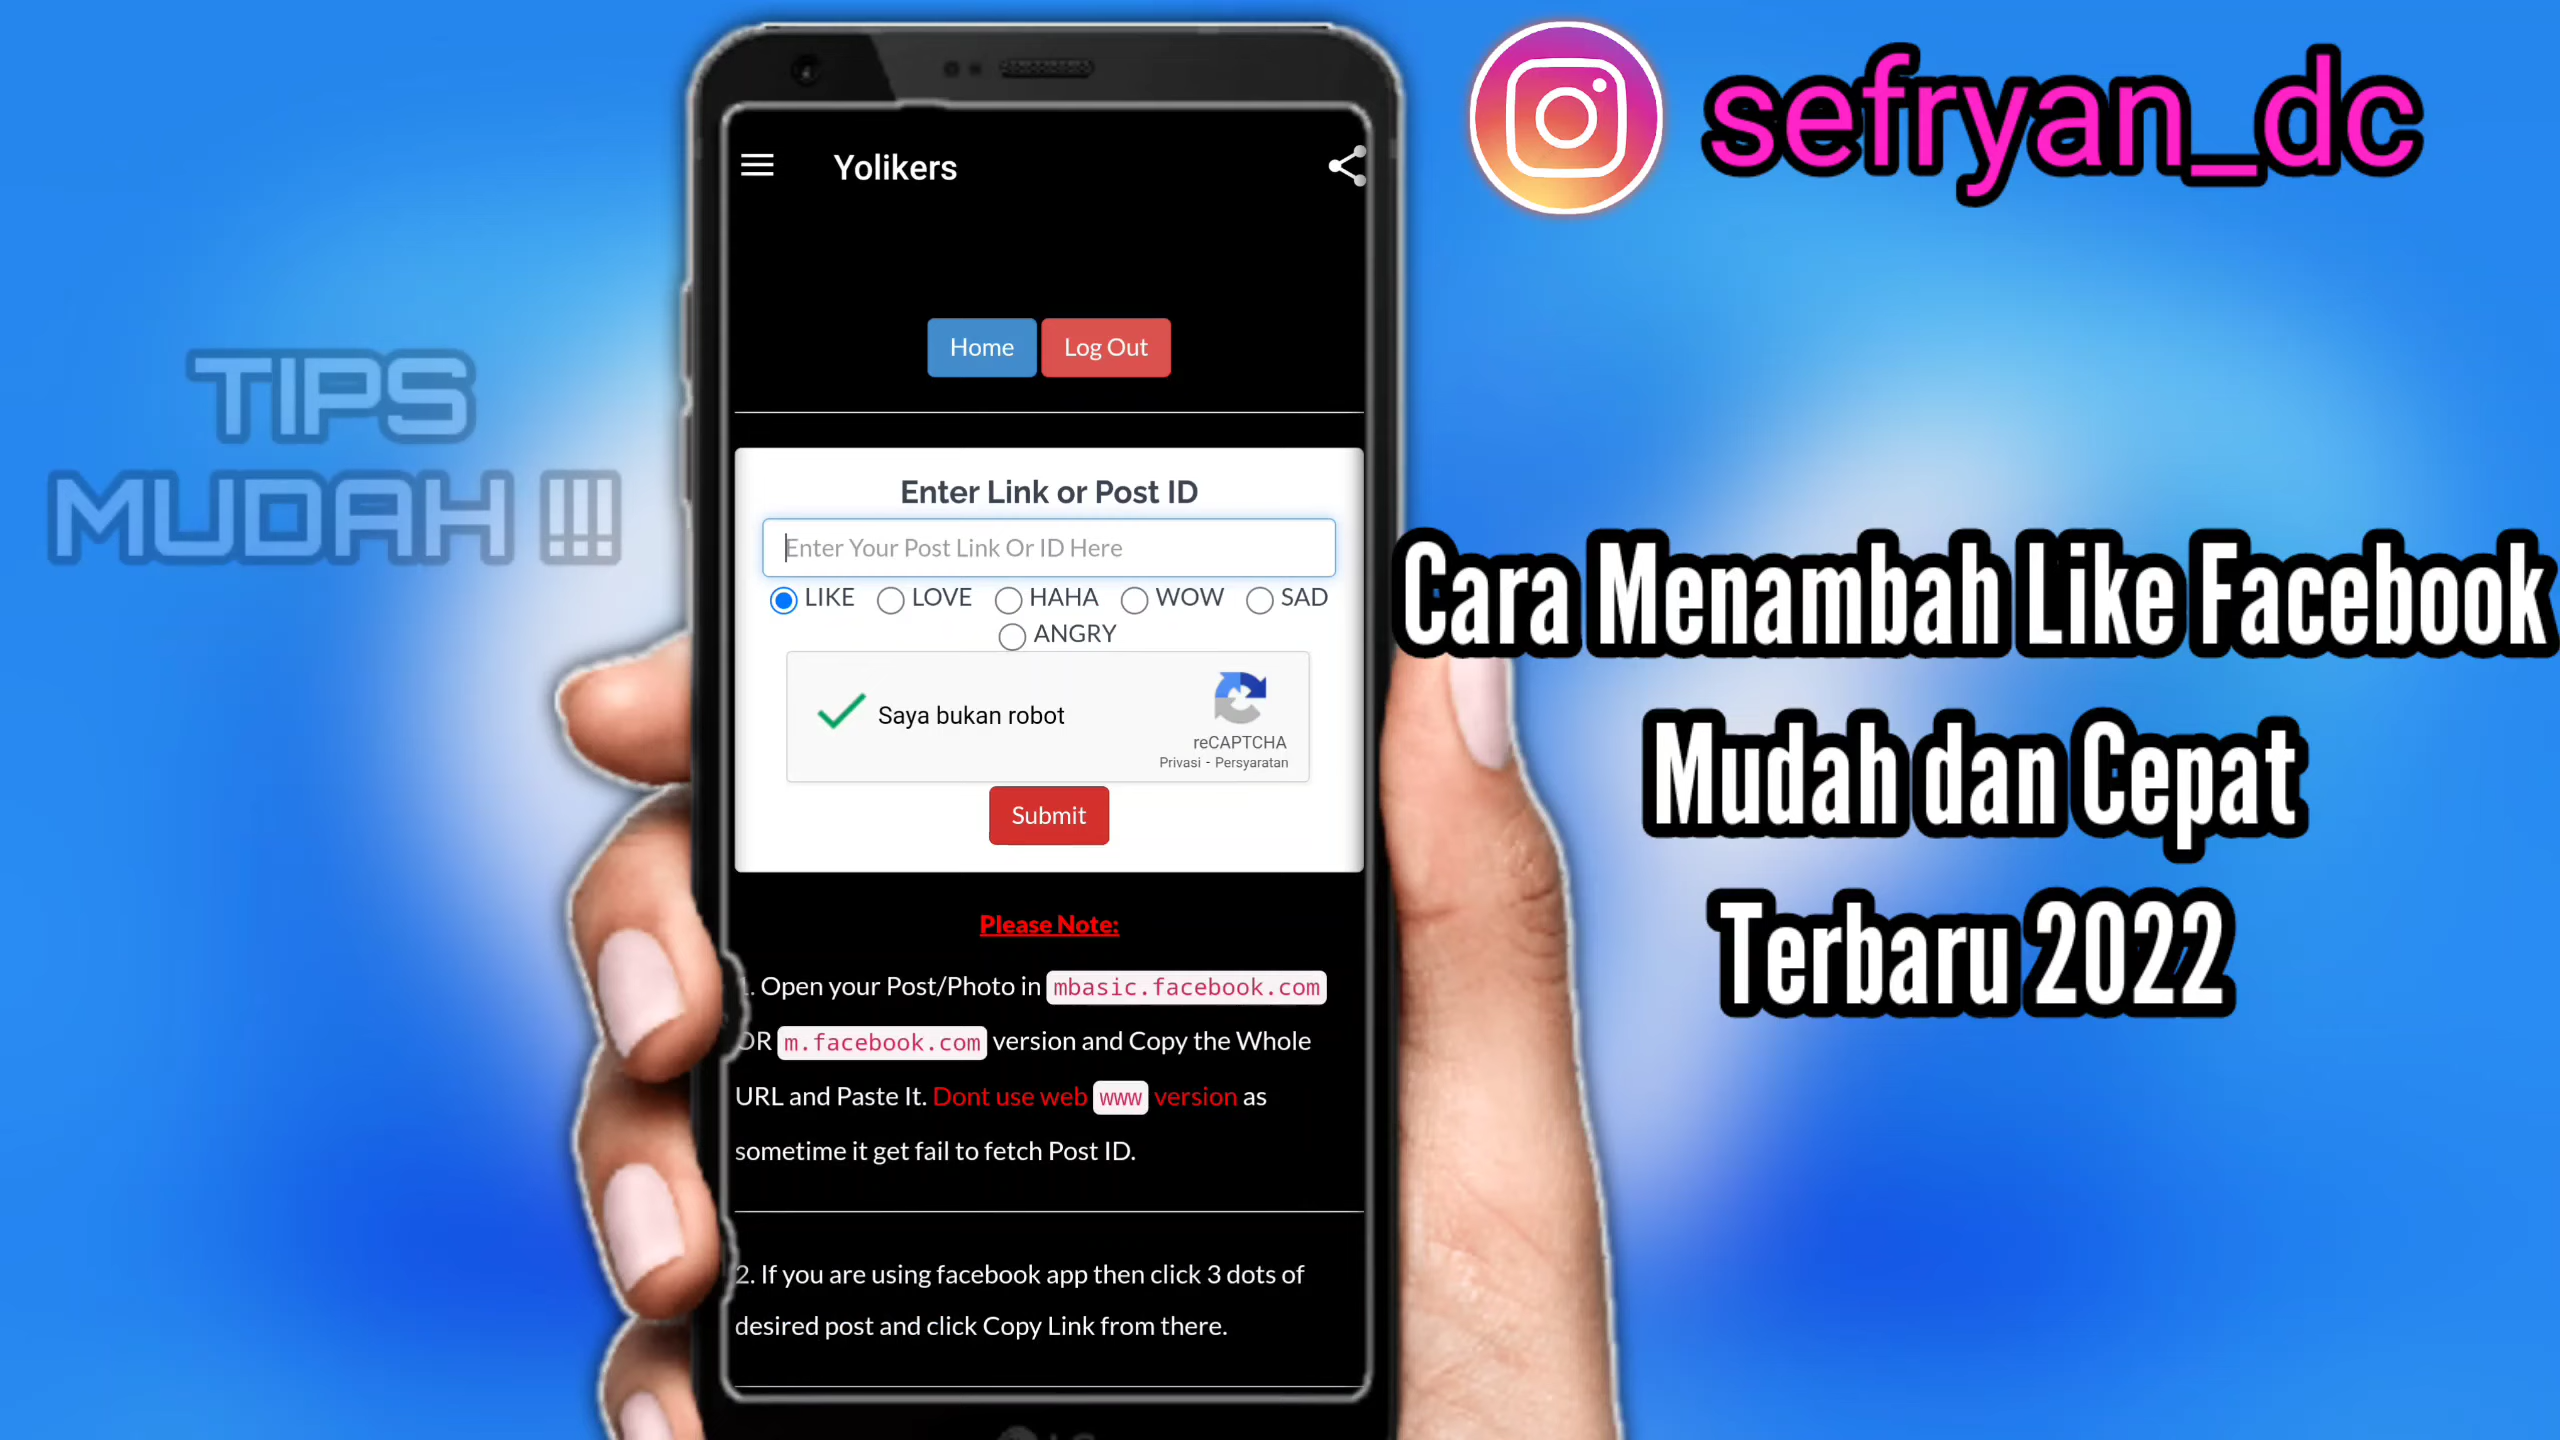 sefryan_dc
Yolikers
Home
Log Out
TIPS
MUDAH !!!
Enter Link or Post ID
Enter Your Post Link Or ID Here
LIKE LOVE HAHA WOW SAD
ANGRY
Saya bukan robot
reCAPTCHA
Privasi - Persyaratan
Submit
Cara Menambah Like Facebook
Mudah dan Cepat
Terbaru 2022
Please Note:
1. Open your Post/Photo in mbasic.facebook.com
OR m.facebook.com version and Copy the Whole
URL and Paste It. Dont use web www version as
sometime it get fail to fetch Post ID.
2. If you are using facebook app then click 3 dots of
desired post and click Copy Link from there.